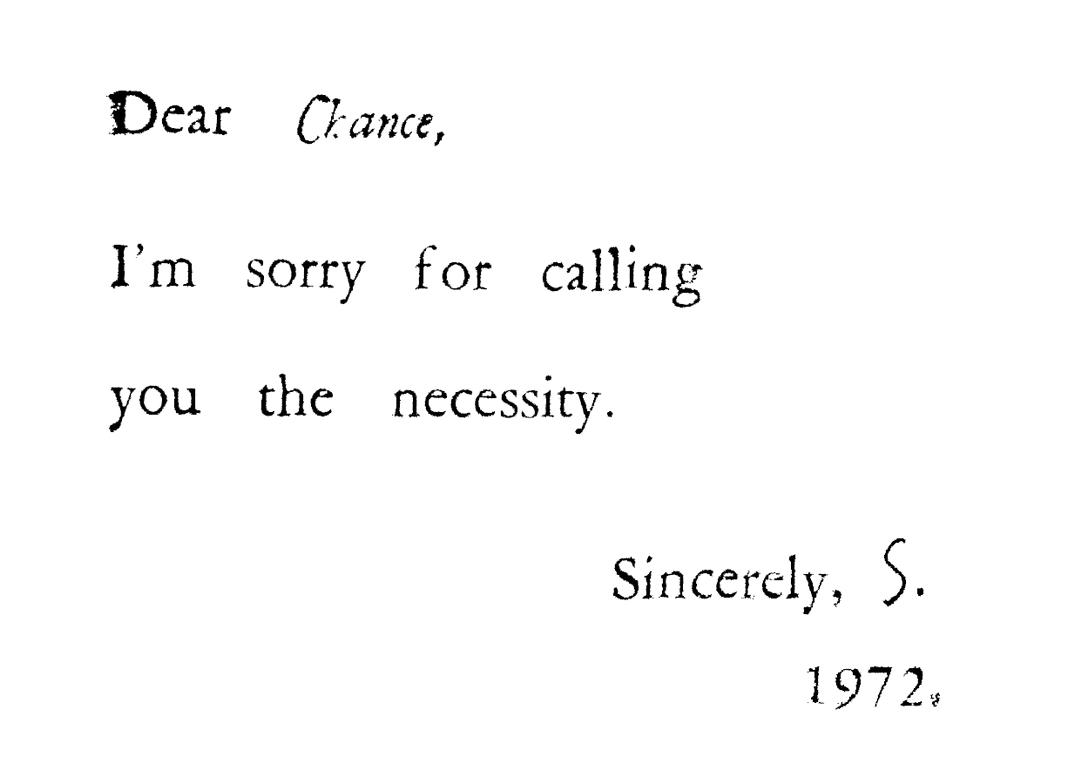 Dear Chance,
I'm sorry for calling
you the necessity.
Sincerely, S.
1972.